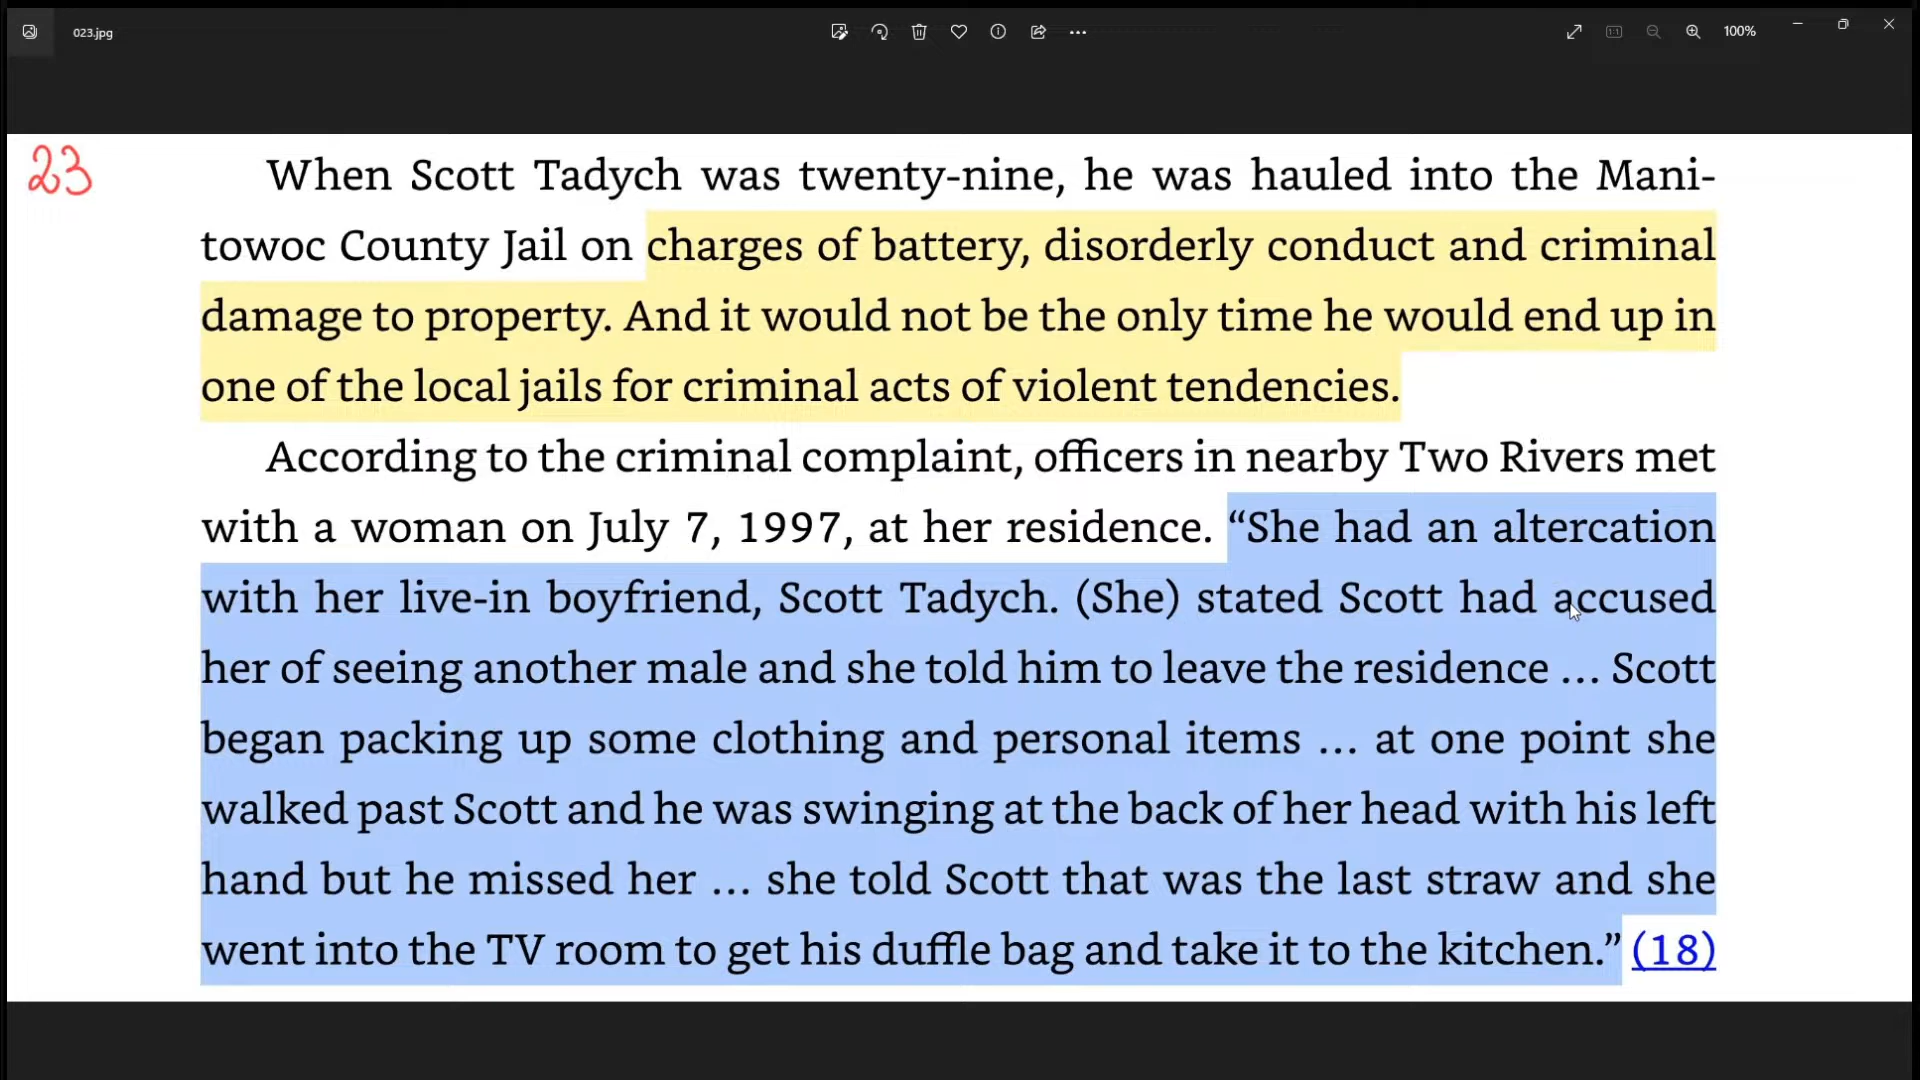 023.jpg
100%
23
When Scott Tadych was twenty-nine, he was hauled into the Mani-
towoc County Jail on charges of battery, disorderly conduct and criminal
damage to property. And it would not be the only time he would end up in
one of the local jails for criminal acts of violent tendencies.
According to the criminal complaint, officers in nearby Two Rivers met
with a woman on July 7, 1997, at her residence. “She had an altercation
with her live-in boyfriend, Scott Tadych. (She) stated Scott had accused
her of seeing another male and she told him to leave the residence ... Scott
began packing up some clothing and personal items ... at one point she
walked past Scott and he was swinging at the back of her head with his left
hand but he missed her ... she told Scott that was the last straw and she
went into the TV room to get his duffle bag and take it to the kitchen.” (18)